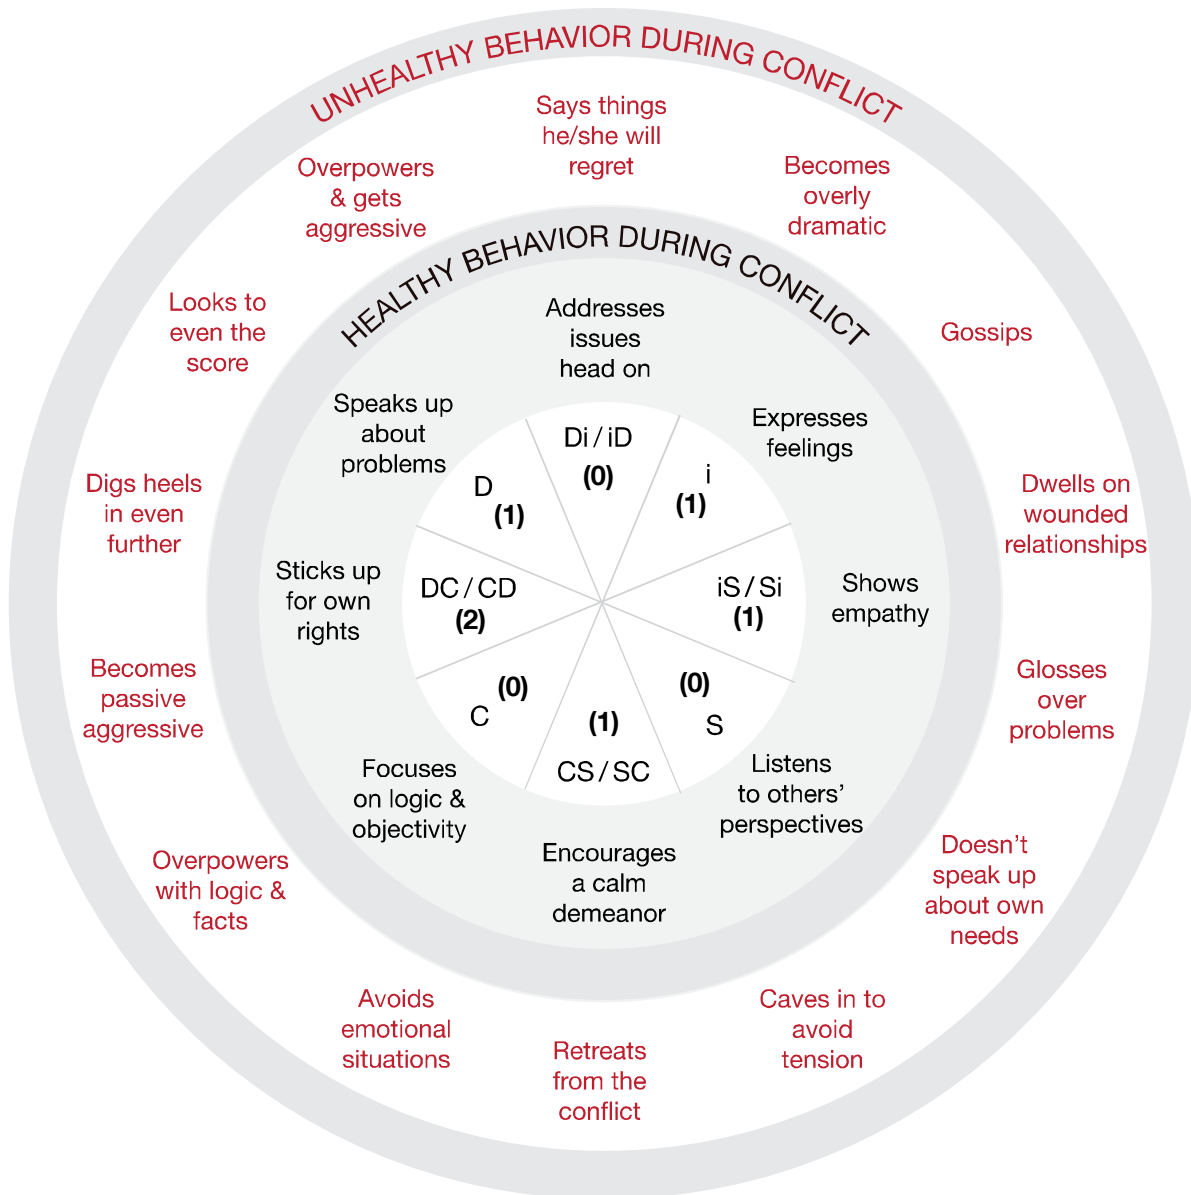 UNHEALTHY BEHAVIOR DURING CONFLICT
Says things
he/she will
regret
Becomes
overly
dramatic
Gossips
Dwells on
wounded
relationships
Glosses
over
problems
Doesn’t
speak up
about own
needs
Caves in to
avoid
tension
Retreats
from the
conflict
Avoids
emotional
situations
Overpowers
with logic &
facts
Becomes
passive
aggressive
Digs heels
in even
further
Looks to
even the
score
Overpowers
& gets
aggressive
HEALTHY BEHAVIOR DURING CONFLICT
Addresses
issues
head on
Expresses
feelings
Shows
empathy
Listens
to others’
perspectives
Encourages
a calm
demeanor
Focuses
on logic &
objectivity
Sticks up
for own
rights
Speaks up
about
problems
Di / iD
(0)
i
(1)
iS / Si
(1)
(0)
S
(1)
CS / SC
(0)
C
DC / CD
(2)
D
(1)